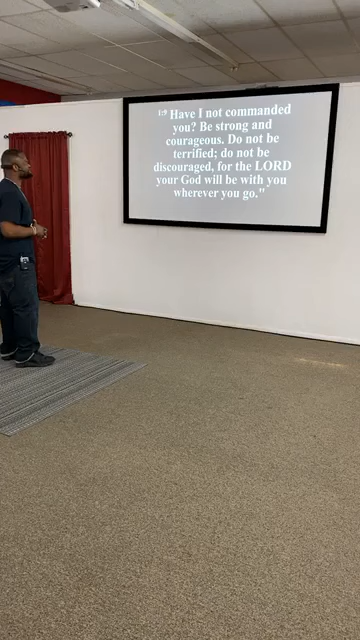 1:9 Have I not commanded
you? Be strong and
courageous. Do not be
terrified; do not be
discouraged, for the LORD
your God will be with you
wherever you go."